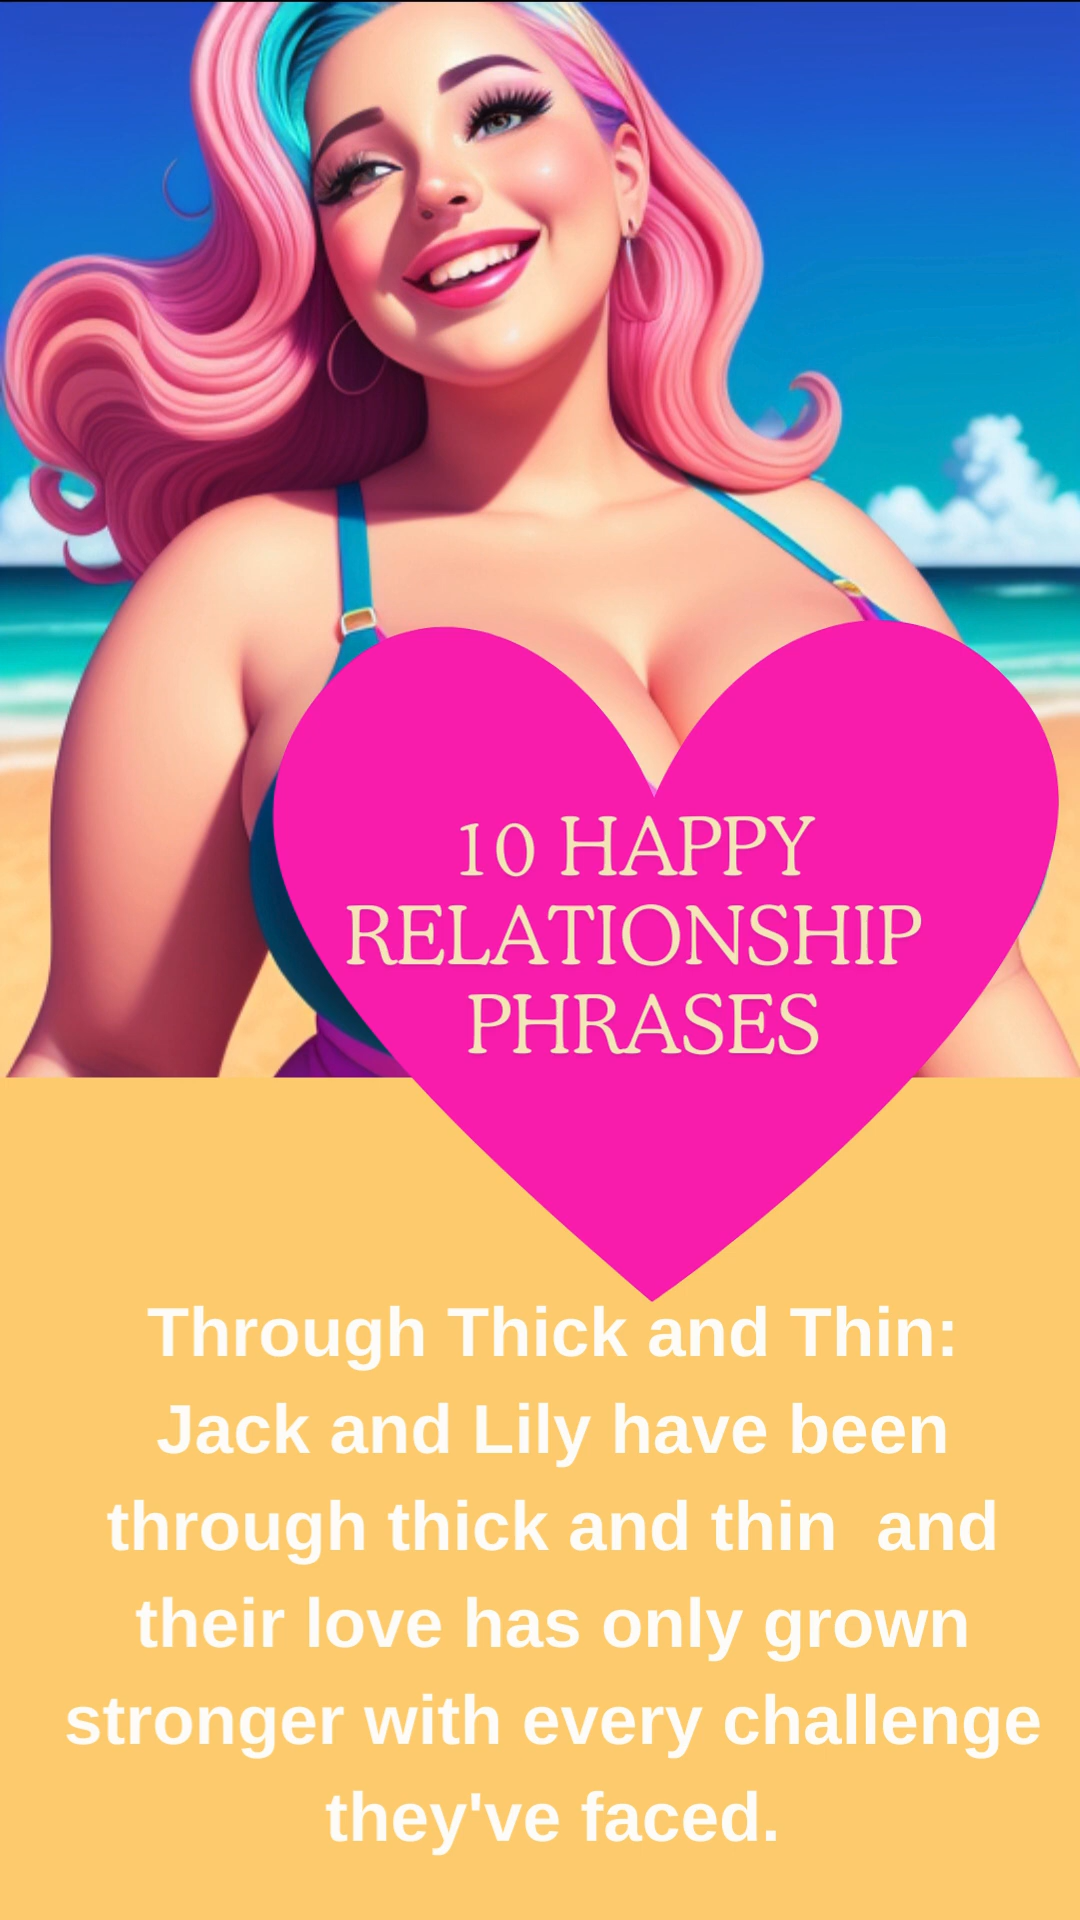 10 HAPPY
RELATIONSHIP
PHRASES
Through Thick and Thin:
Jack and Lily have been
through thick and thin  and
their love has only grown
stronger with every challenge
they've faced.